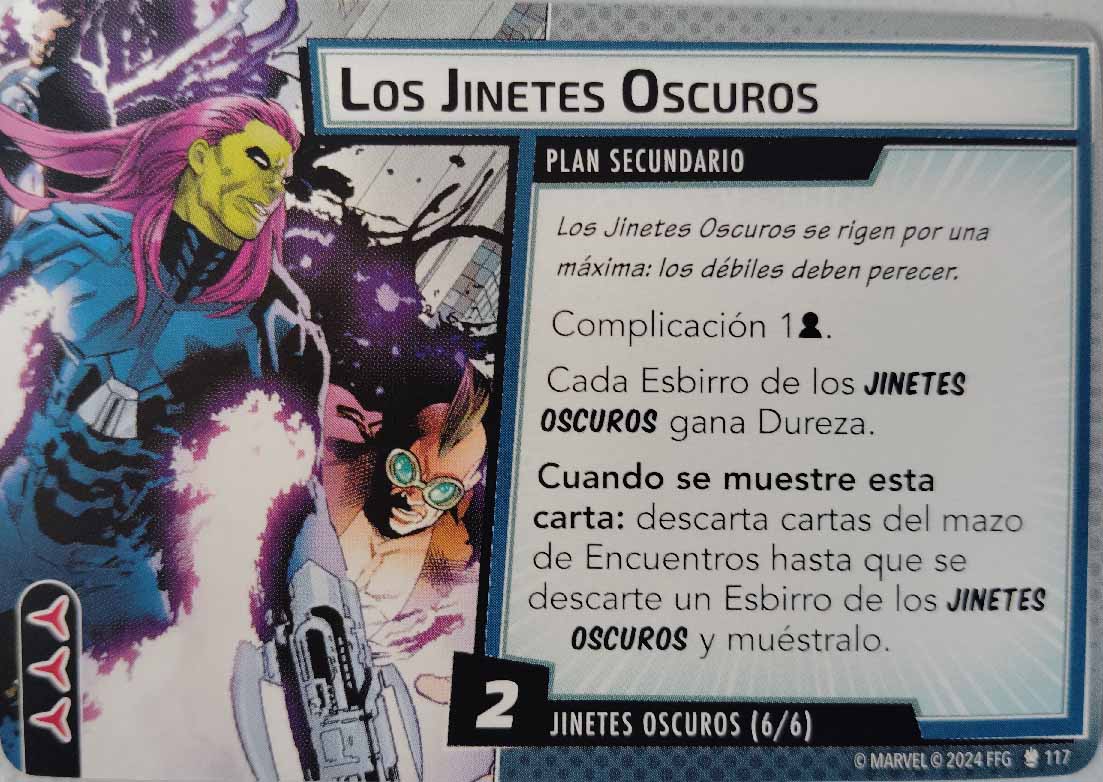 LOS JINETES OSCUROS
PLAN SECUNDARIO
Los Jinetes Oscuros se rigen por una
máxima: los débiles deben perecer.
Complicación 1.
Cada Esbirro de los JINETES
OSCUROS gana Dureza.
Cuando se muestre esta
carta: descarta cartas del mazo
de Encuentros hasta que se
descarte un Esbirro de los JINETES
OSCUROS y muéstralo.
2
JINETES OSCUROS (6/6)
© MARVEL © 2024 FFG 117